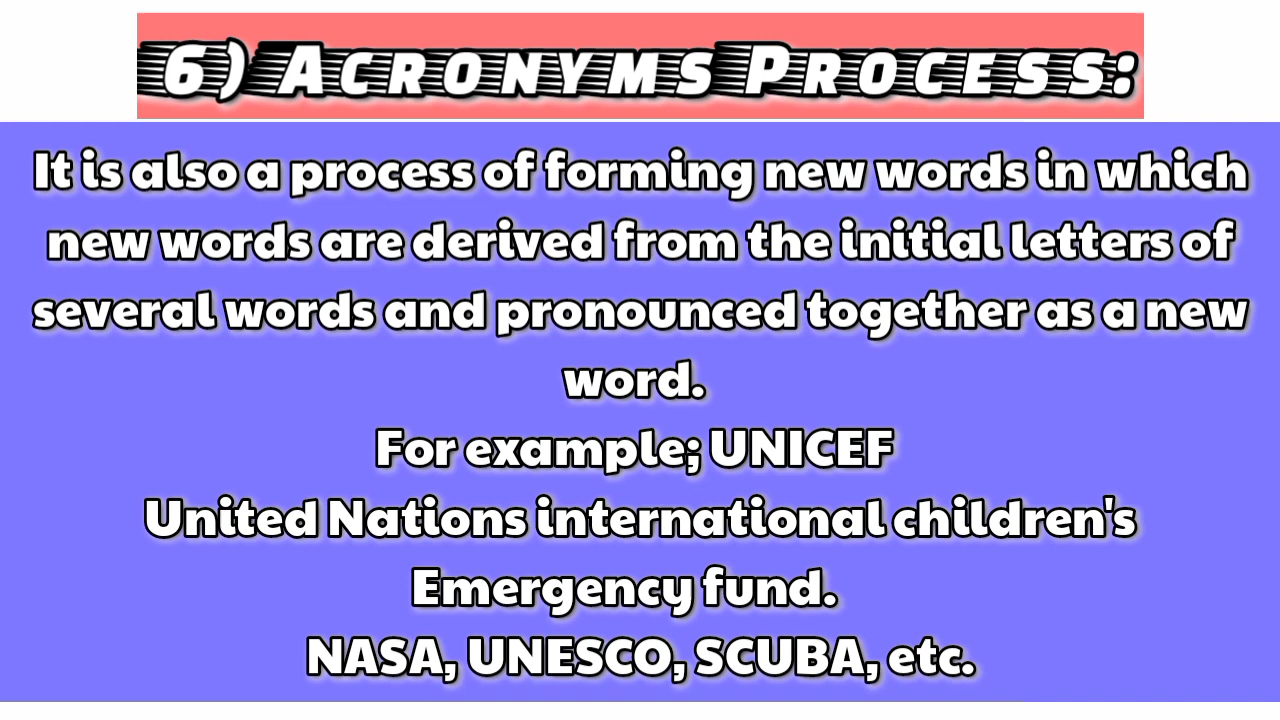 6) Acronyms Process:
It is also a process of forming new words in which
new words are derived from the initial letters of
several words and pronounced together as a new
word.
For example; UNICEF
United Nations international children's
Emergency fund.
NASA, UNESCO, SCUBA, etc.